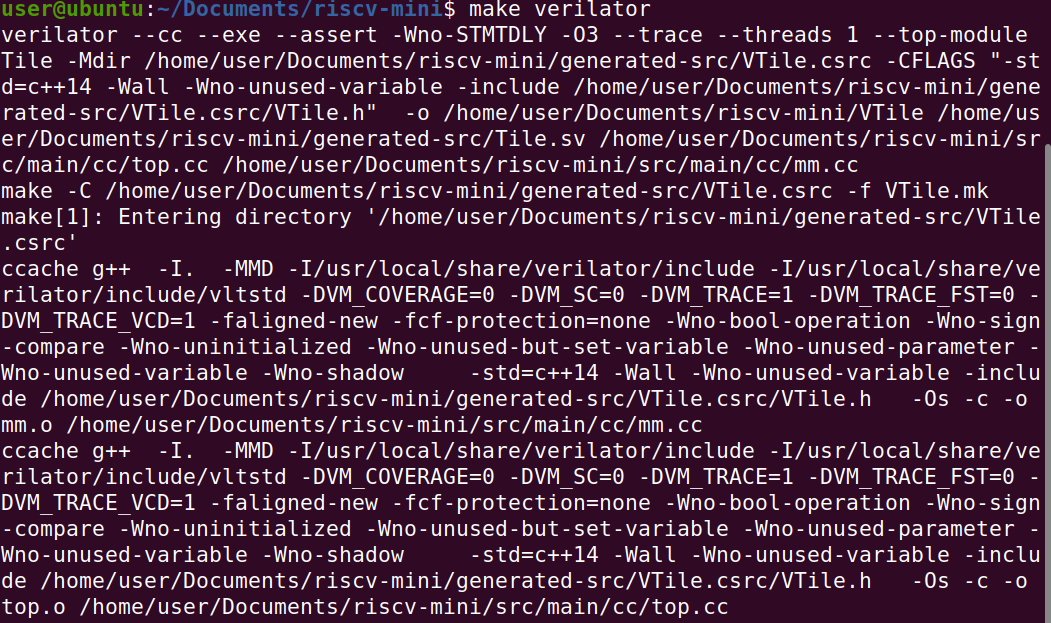 user@ubuntu:~/Documents/riscv-mini$ make verilator
verilator --cc --exe --assert -Wno-STMTDLY -O3 --trace --threads 1 --top-module
Tile -Mdir /home/user/Documents/riscv-mini/generated-src/VTile.csrc -CFLAGS "-st
d=c++14 -Wall -Wno-unused-variable -include /home/user/Documents/riscv-mini/gene
rated-src/VTile.csrc/VTile.h"  -o /home/user/Documents/riscv-mini/VTile /home/us
er/Documents/riscv-mini/generated-src/Tile.sv /home/user/Documents/riscv-mini/sr
c/main/cc/top.cc /home/user/Documents/riscv-mini/src/main/cc/mm.cc
make -C /home/user/Documents/riscv-mini/generated-src/VTile.csrc -f VTile.mk
make[1]: Entering directory '/home/user/Documents/riscv-mini/generated-src/VTile
.csrc'
ccache g++  -I.  -MMD -I/usr/local/share/verilator/include -I/usr/local/share/ve
rilator/include/vltstd -DVM_COVERAGE=0 -DVM_SC=0 -DVM_TRACE=1 -DVM_TRACE_FST=0 -
DVM_TRACE_VCD=1 -faligned-new -fcf-protection=none -Wno-bool-operation -Wno-sign
-compare -Wno-uninitialized -Wno-unused-but-set-variable -Wno-unused-parameter -
Wno-unused-variable -Wno-shadow     -std=c++14 -Wall -Wno-unused-variable -inclu
de /home/user/Documents/riscv-mini/generated-src/VTile.csrc/VTile.h   -Os -c -o
mm.o /home/user/Documents/riscv-mini/src/main/cc/mm.cc
ccache g++  -I.  -MMD -I/usr/local/share/verilator/include -I/usr/local/share/ve
rilator/include/vltstd -DVM_COVERAGE=0 -DVM_SC=0 -DVM_TRACE=1 -DVM_TRACE_FST=0 -
DVM_TRACE_VCD=1 -faligned-new -fcf-protection=none -Wno-bool-operation -Wno-sign
-compare -Wno-uninitialized -Wno-unused-but-set-variable -Wno-unused-parameter -
Wno-unused-variable -Wno-shadow     -std=c++14 -Wall -Wno-unused-variable -inclu
de /home/user/Documents/riscv-mini/generated-src/VTile.csrc/VTile.h   -Os -c -o
top.o /home/user/Documents/riscv-mini/src/main/cc/top.cc